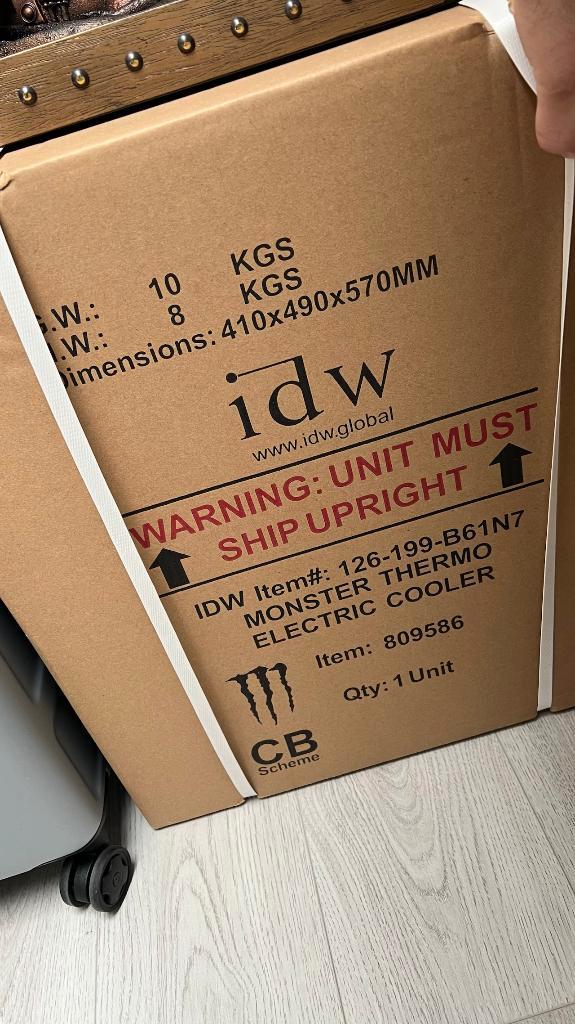 .W.: 10 KGS
.W.: 8 KGS
Dimensions: 410x490x570MM
idw
www.idw.global
WARNING: UNIT MUST
SHIP UPRIGHT
IDW Item#: 126-199-B61N7
MONSTER THERMO
ELECTRIC COOLER
Item: 809586
Qty: 1 Unit
CB
Scheme